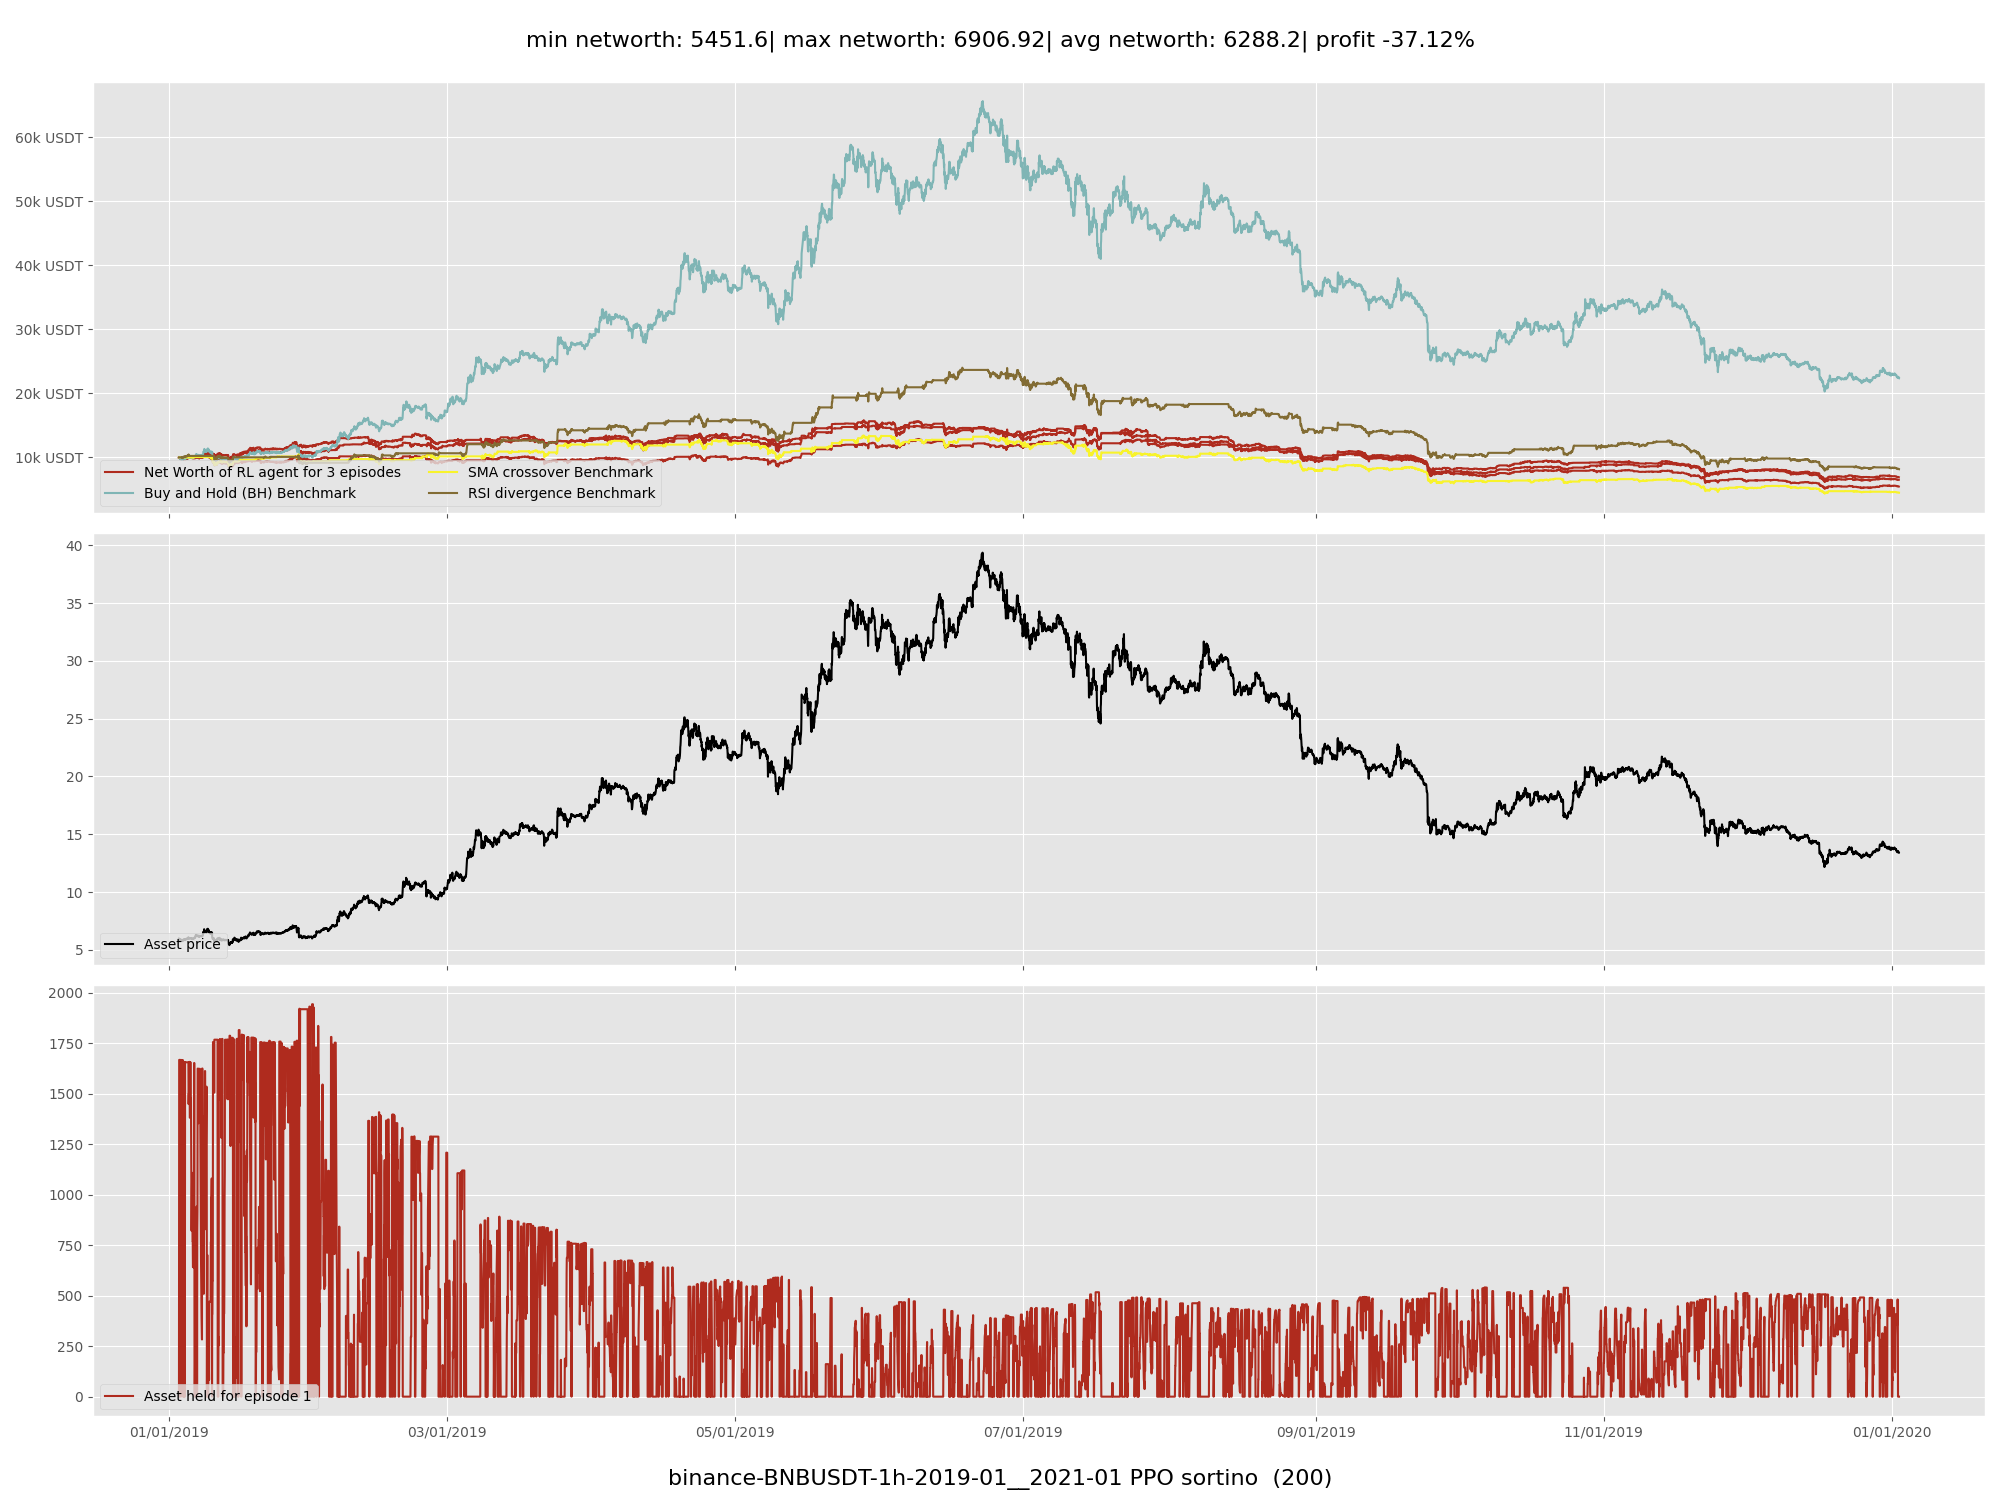 min networth: 5451.6| max networth: 6906.92| avg networth: 6288.2| profit -37.12%
60k USDT
50k USDT
40k USDT
30k USDT
20k USDT
10k USDT
Net Worth of RL agent for 3 episodes
Buy and Hold (BH) Benchmark
SMA crossover Benchmark
RSI divergence Benchmark
40
35
30
25
20
15
10
5
Asset price
2000
1750
1500
1250
1000
750
500
250
0
Asset held for episode 1
01/01/2019 03/01/2019 05/01/2019 07/01/2019 09/01/2019 11/01/2019 01/01/2020
binance-BNBUSDT-1h-2019-01__2021-01 PPO sortino (200)